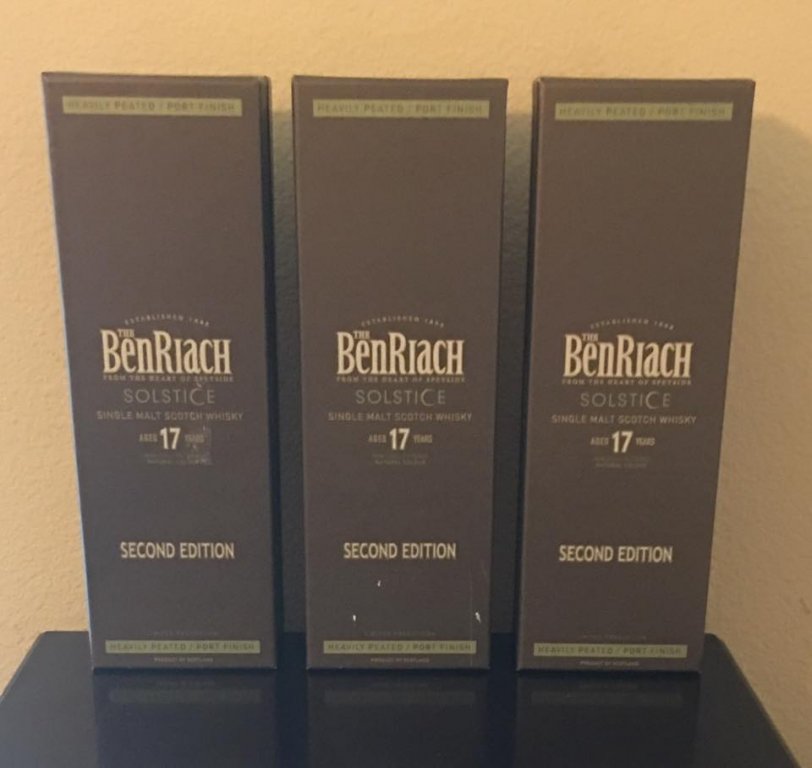 HEAVILY PEATED / PORT FINISH
ESTABLISHED 1898
THE
BENRIACH
FROM THE HEART OF SPEYSIDE
SOLSTICE
SINGLE MALT SCOTCH WHISKY
AGED 17 YEARS
NATURAL COLOUR
SECOND EDITION
HEAVILY PEATED / PORT FINISH
PRODUCT OF SCOTLAND
HEAVILY PEATED / PORT FINISH
ESTABLISHED 1898
THE
BENRIACH
FROM THE HEART OF SPEYSIDE
SOLSTICE
SINGLE MALT SCOTCH WHISKY
AGED 17 YEARS
NATURAL COLOUR
SECOND EDITION
HEAVILY PEATED / PORT FINISH
PRODUCT OF SCOTLAND
HEAVILY PEATED / PORT FINISH
ESTABLISHED 1898
THE
BENRIACH
FROM THE HEART OF SPEYSIDE
SOLSTICE
SINGLE MALT SCOTCH WHISKY
AGED 17 YEARS
NATURAL COLOUR
SECOND EDITION
HEAVILY PEATED / PORT FINISH
PRODUCT OF SCOTLAND